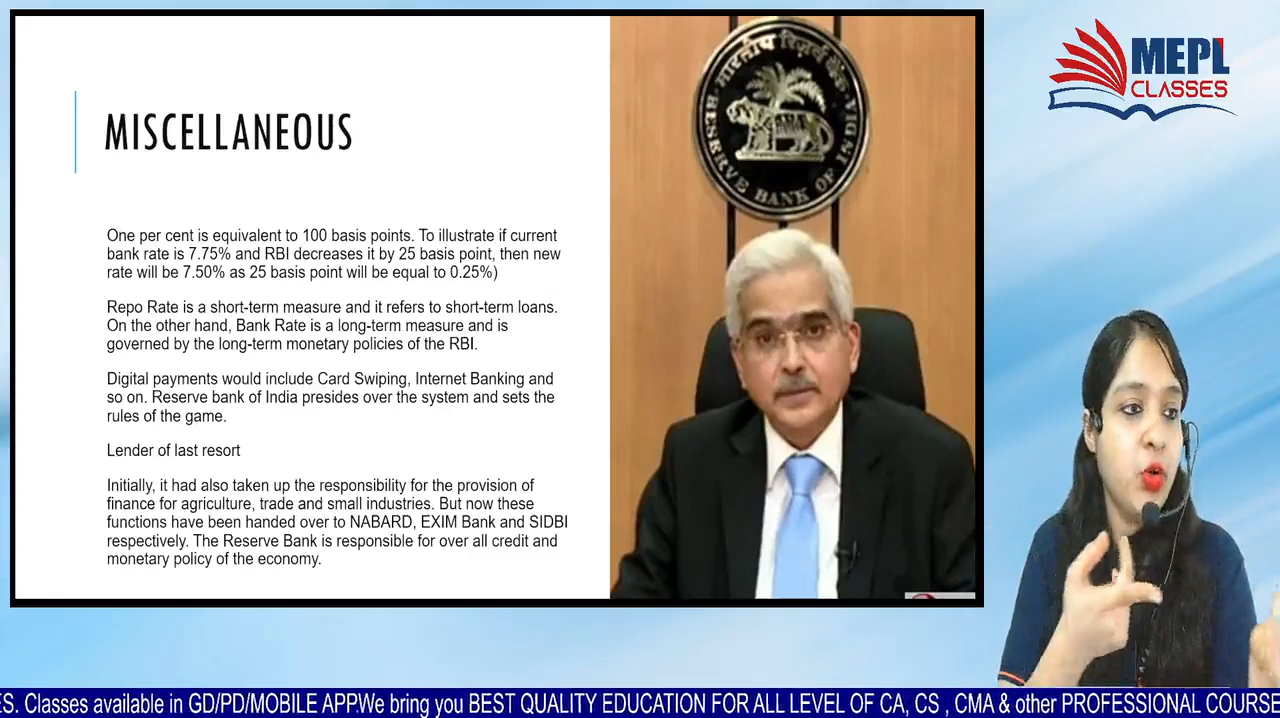 MISCELLANEOUS
One per cent is equivalent to 100 basis points. To illustrate if current
bank rate is 7.75% and RBI decreases it by 25 basis point, then new
rate will be 7.50% as 25 basis point will be equal to 0.25%)
Repo Rate is a short-term measure and it refers to short-term loans.
On the other hand, Bank Rate is a long-term measure and is
governed by the long-term monetary policies of the RBI.
Digital payments would include Card Swiping, Internet Banking and
so on. Reserve bank of India presides over the system and sets the
rules of the game.
Lender of last resort
Initially, it had also taken up the responsibility for the provision of
finance for agriculture, trade and small industries. But now these
functions have been handed over to NABARD, EXIM Bank and SIDBI
respectively. The Reserve Bank is responsible for over all credit and
monetary policy of the economy.
भारतीय रिज़र्व बैंक
RESERVE BANK OF INDIA
MEPL
CLASSES
ES. Classes available in GD/PD/MOBILE APP.We bring you BEST QUALITY EDUCATION FOR ALL LEVEL OF CA, CS , CMA & other PROFESSIONAL COURSE